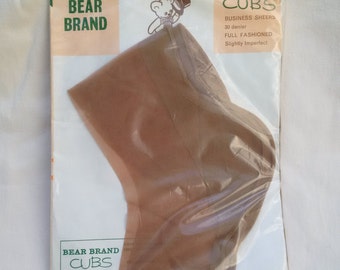 BEAR
BRAND
CUBS
BUSINESS SHEERS
30 denier
FULL FASHIONED
Slightly Imperfect
BEAR BRAND
CUBS